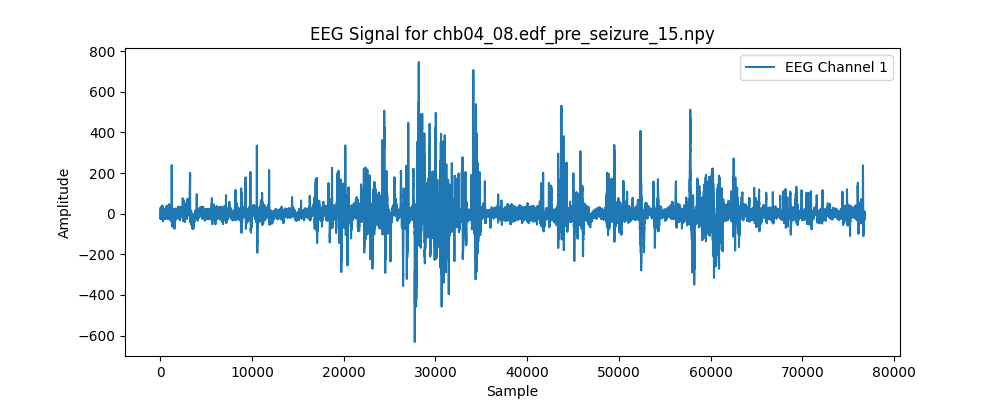 EEG Signal for chb04_08.edf_pre_seizure_15.npy
EEG Channel 1
800
600
400
200
0
−200
−400
−600
Amplitude
0 10000 20000 30000 40000 50000 60000 70000 80000
Sample